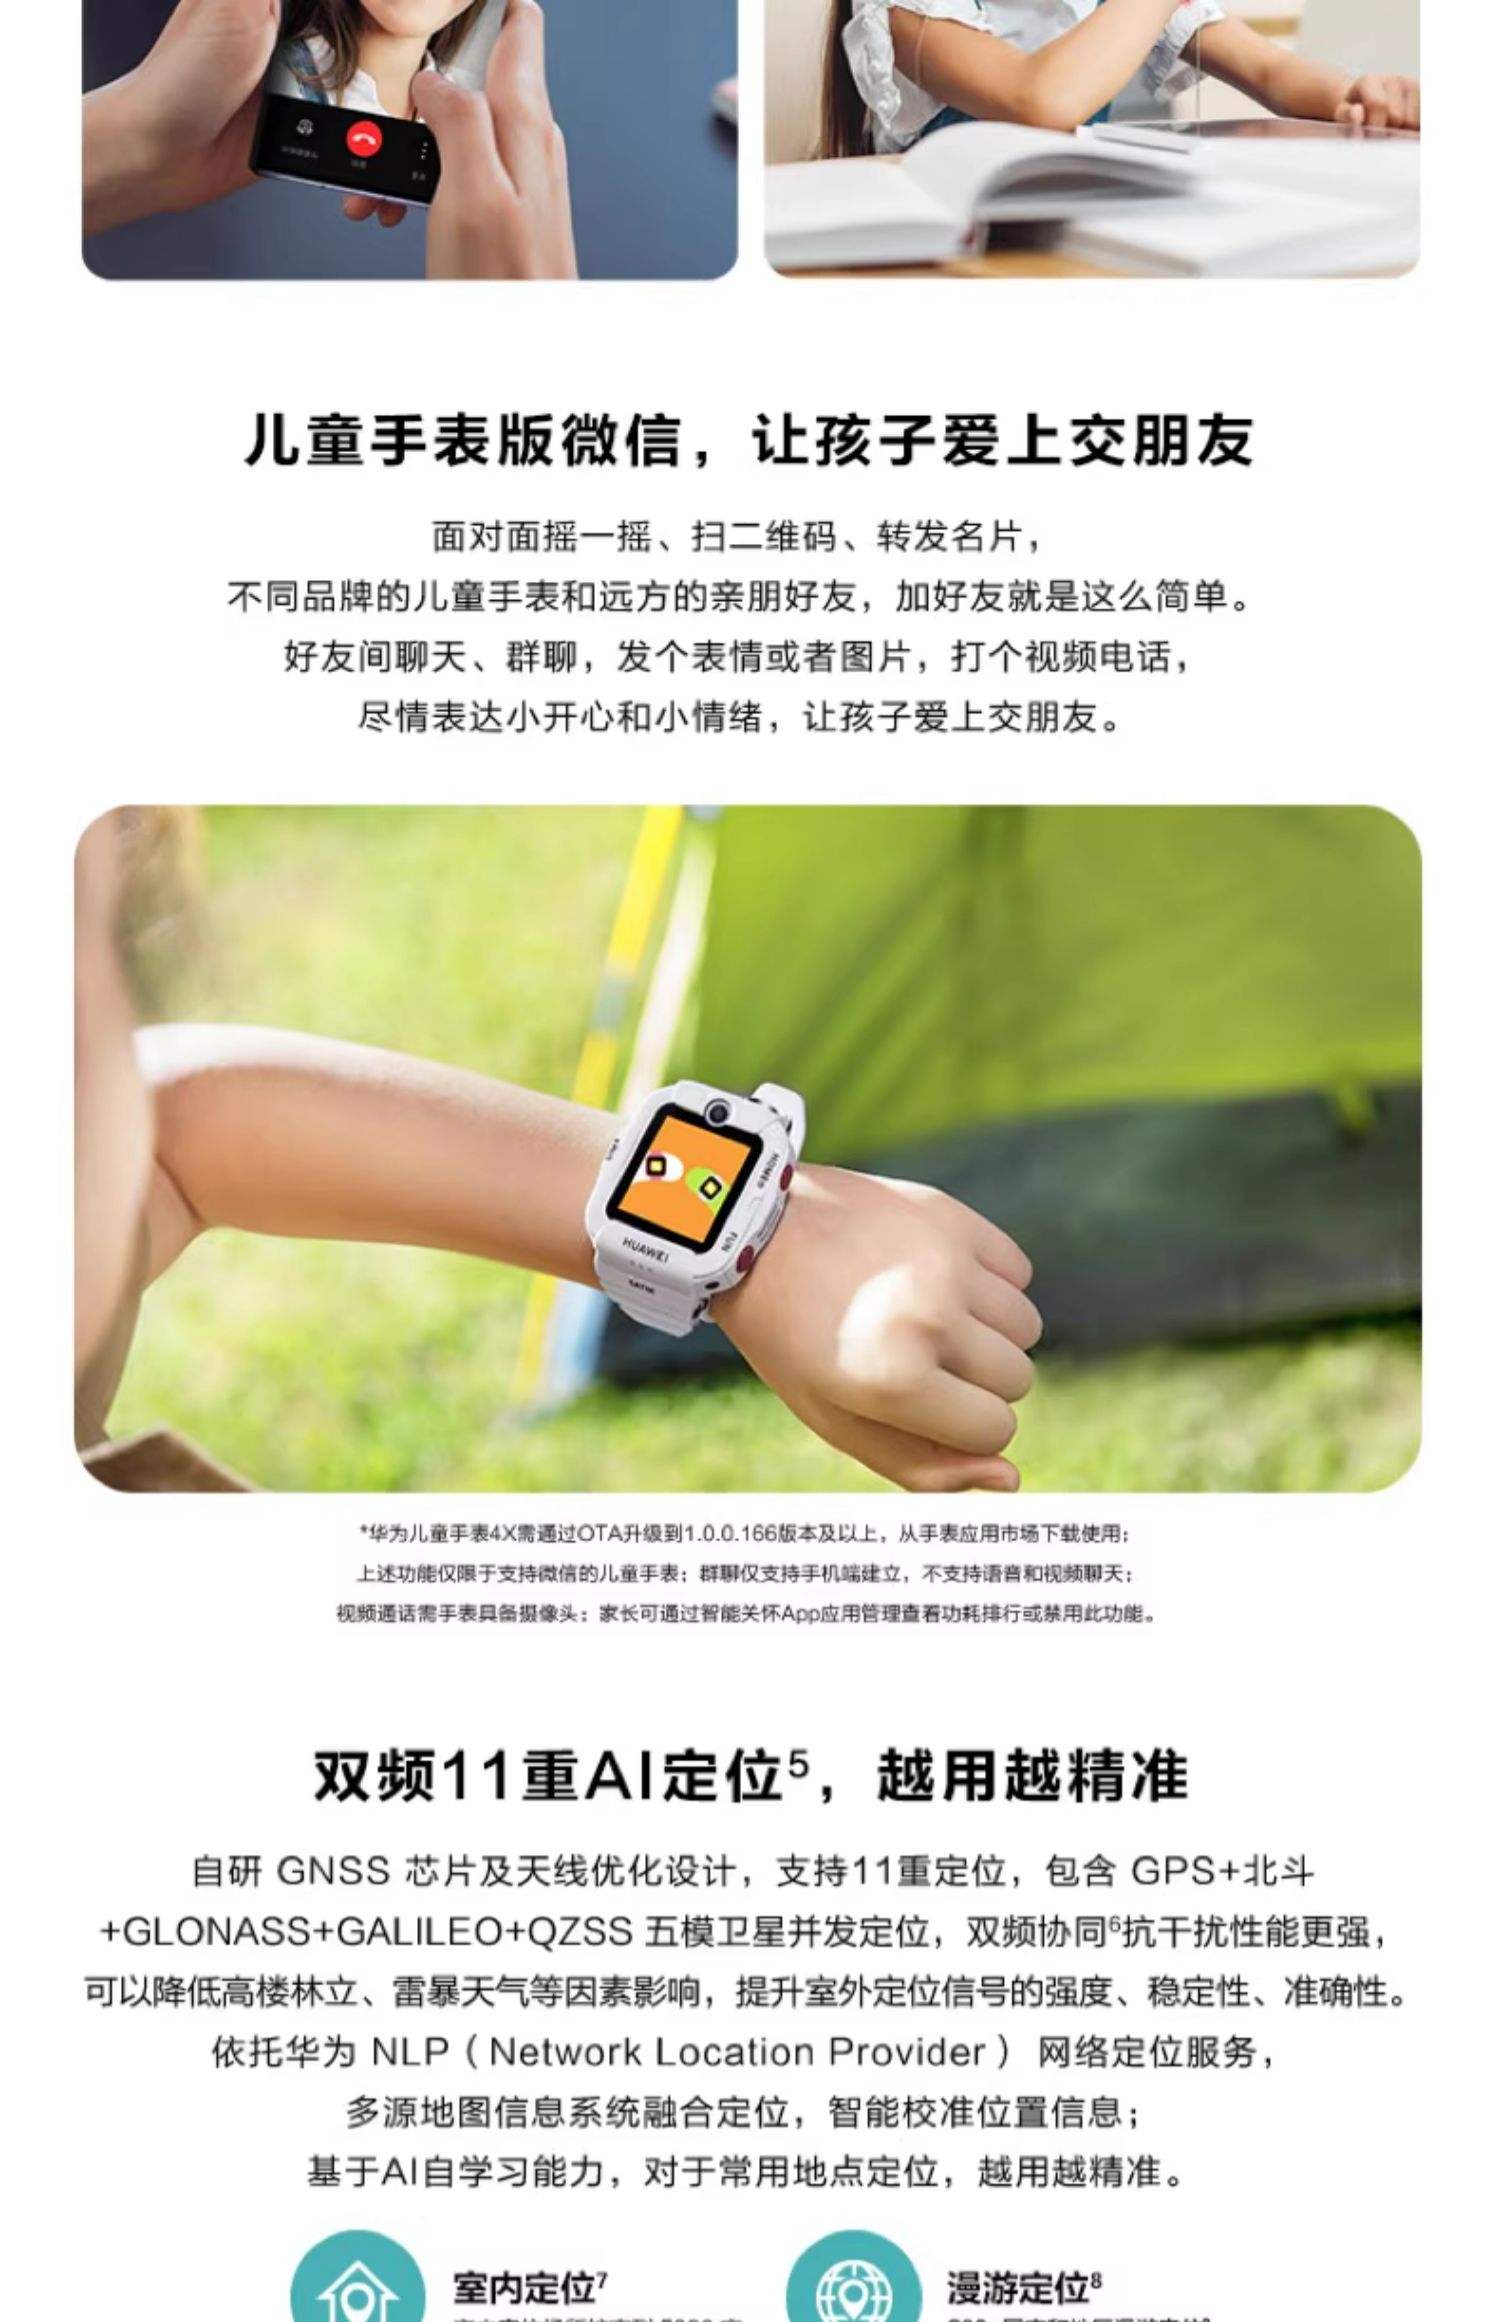 儿童手表版微信，让孩子爱上交朋友
面对面摇一摇、扫二维码、转发名片，
不同品牌的儿童手表和远方的亲朋好友，加好友就是这么简单。
好友间聊天、群聊，发个表情或者图片，打个视频电话，
尽情表达小开心和小情绪，让孩子爱上交朋友。
HOME
FUN
HUAWEI
*华为儿童手表4X需通过OTA升级到1.0.0.166版本及以上，从手表应用市场下载使用；
上述功能仅限于支持微信的儿童手表；群聊仅支持手机端建立，不支持语音和视频聊天；
视频通话需手表具备摄像头；家长可通过智能关怀App应用管理查看功耗排行或禁用此功能。
双频11重AI定位5，越用越精准
自研 GNSS 芯片及天线优化设计，支持11重定位，包含 GPS+北斗
+GLONASS+GALILEO+QZSS 五模卫星并发定位，双频协同6抗干扰性能更强，
可以降低高楼林立、雷暴天气等因素影响，提升室外定位信号的强度、稳定性、准确性。
依托华为 NLP（Network Location Provider） 网络定位服务，
多源地图信息系统融合定位，智能校准位置信息；
基于AI自学习能力，对于常用地点定位，越用越精准。
室内定位7
漫游定位8